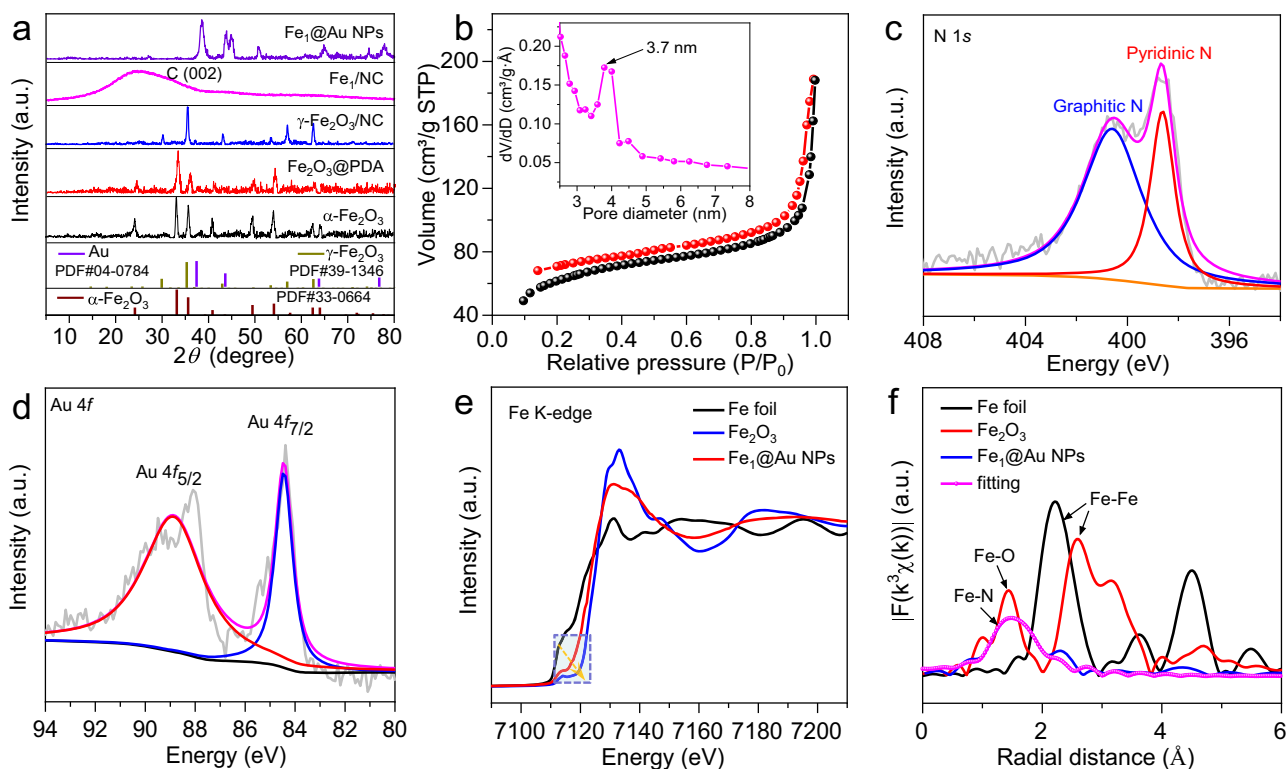 a
Intensity (a.u.)
Fe₁@Au NPs
C (002)
Fe₁/NC
γ-Fe₂O₃/NC
Fe₂O₃@PDA
α-Fe₂O₃
Au
γ-Fe₂O₃
PDF#04-0784
PDF#39-1346
α-Fe₂O₃
PDF#33-0664
10 20 30 40 50 60 70 80
2θ (degree)
b
Volume (cm³/g STP)
200
160
120
80
40
0.0 0.2 0.4 0.6 0.8 1.0
Relative pressure (P/P₀)
dV/dD (cm³/g·Å)
0.20
0.15
0.10
0.05
3.7 nm
3 4 5 6 7 8
Pore diameter (nm)
c
N 1s
Intensity (a.u.)
Pyridinic N
Graphitic N
408 404 400 396
Energy (eV)
d
Au 4f
Intensity (a.u.)
Au 4f7/2
Au 4f5/2
94 92 90 88 86 84 82 80
Energy (eV)
e
Fe K-edge
Intensity (a.u.)
Fe foil
Fe₂O₃
Fe₁@Au NPs
7100 7120 7140 7160 7180 7200
Energy (eV)
f
|F(k³χ(k))| (a.u.)
Fe foil
Fe₂O₃
Fe₁@Au NPs
fitting
Fe-Fe
Fe-O
Fe-N
0 2 4 6
Radial distance (Å)